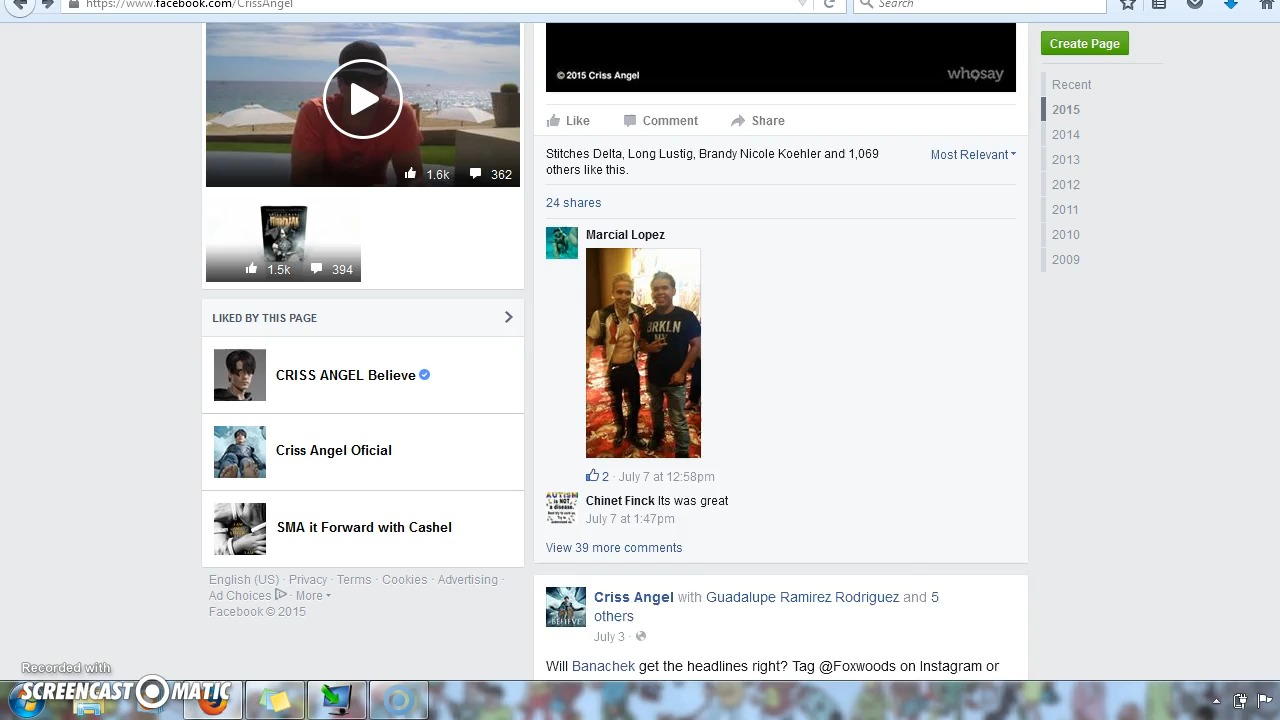 https://www.facebook.com/CrissAngel
Search
© 2015 Criss Angel
whosay
Create Page
Recent
2015
2014
2013
2012
2011
2010
2009
Like Comment Share
Stitches Delta, Long Lustig, Brandy Nicole Koehler and 1,069
others like this.
Most Relevant
24 shares
Marcial Lopez
BRKLN
NY
2 · July 7 at 12:58pm
AUTISM
is NOT
a disease.
Chinet Finck Its was great
July 7 at 1:47pm
View 39 more comments
1.6k 362
1.5k 394
LIKED BY THIS PAGE
CRISS ANGEL Believe
Criss Angel Oficial
SMA it Forward with Cashel
English (US) · Privacy · Terms · Cookies · Advertising ·
Ad Choices · More
Facebook © 2015
BELIEVE
Criss Angel with Guadalupe Ramirez Rodriguez and 5
others
July 3 ·
Will Banachek get the headlines right? Tag @Foxwoods on Instagram or
Recorded with
SCREENCAST MATIC